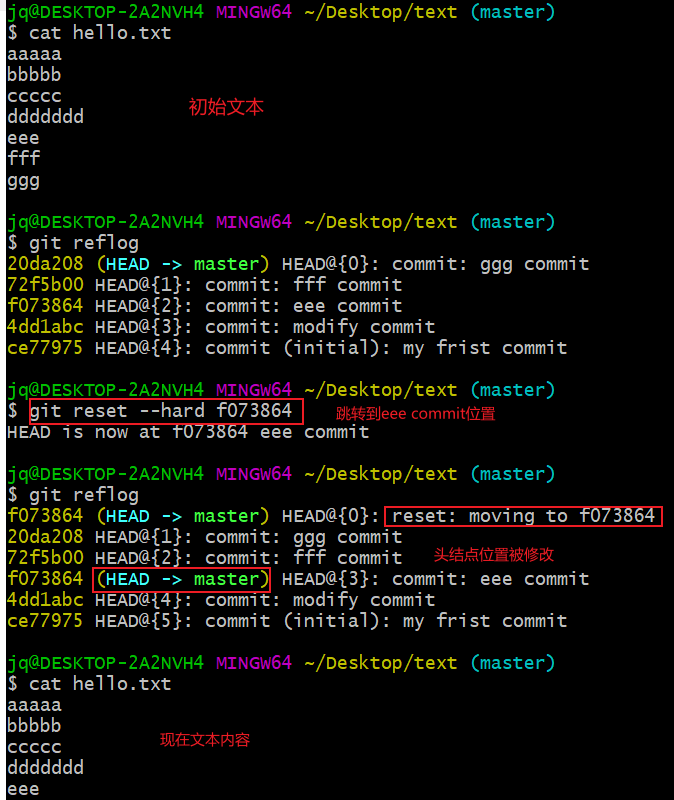 jq@DESKTOP-2A2NVH4 MINGW64 ~/Desktop/text (master)
$ cat hello.txt
aaaaa
bbbbb
ccccc
初始文本
ddddddd
eee
fff
ggg
jq@DESKTOP-2A2NVH4 MINGW64 ~/Desktop/text (master)
$ git reflog
20da208 (HEAD -> master) HEAD@{0}: commit: ggg commit
72f5b00 HEAD@{1}: commit: fff commit
f073864 HEAD@{2}: commit: eee commit
4dd1abc HEAD@{3}: commit: modify commit
ce77975 HEAD@{4}: commit (initial): my frist commit
jq@DESKTOP-2A2NVH4 MINGW64 ~/Desktop/text (master)
$ git reset --hard f073864 跳转到eee commit位置
HEAD is now at f073864 eee commit
jq@DESKTOP-2A2NVH4 MINGW64 ~/Desktop/text (master)
$ git reflog
f073864 (HEAD -> master) HEAD@{0}: reset: moving to f073864
20da208 HEAD@{1}: commit: ggg commit
72f5b00 HEAD@{2}: commit: fff commit 头结点位置被修改
f073864 (HEAD -> master) HEAD@{3}: commit: eee commit
4dd1abc HEAD@{4}: commit: modify commit
ce77975 HEAD@{5}: commit (initial): my frist commit
jq@DESKTOP-2A2NVH4 MINGW64 ~/Desktop/text (master)
$ cat hello.txt
aaaaa
bbbbb
ccccc 现在文本内容
ddddddd
eee